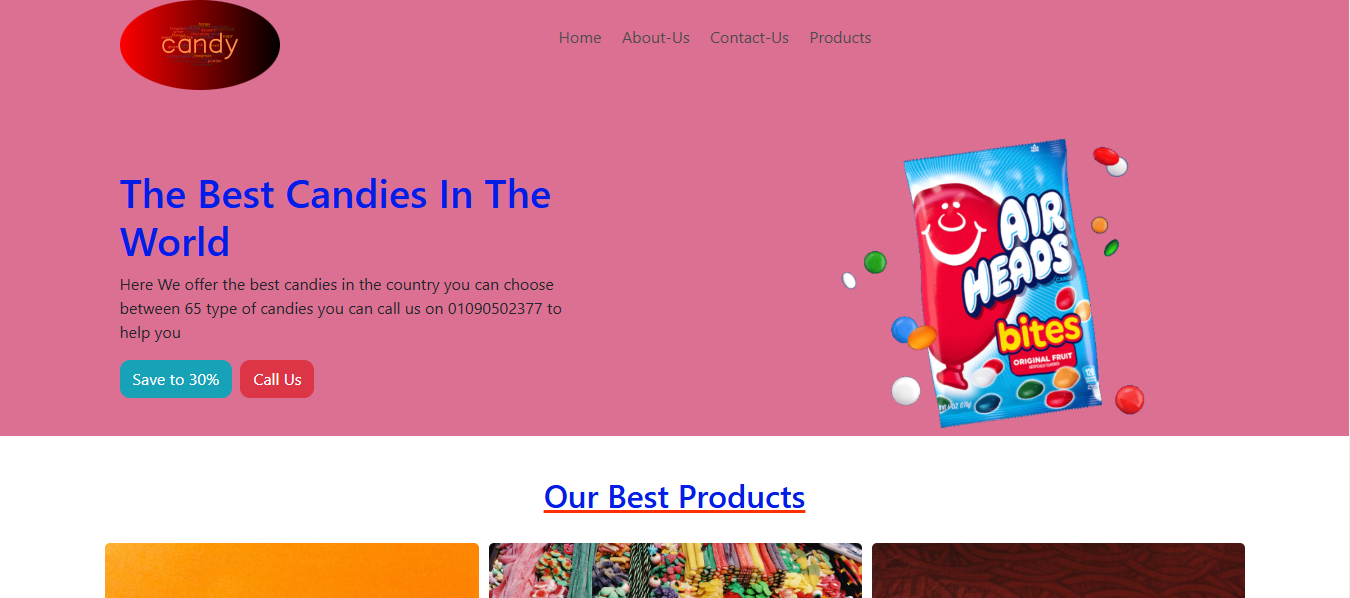 candy
Home About-Us Contact-Us Products
The Best Candies In The
World
Here We offer the best candies in the country you can choose
between 65 type of candies you can call us on 01090502377 to
help you
Save to 30% Call Us
AIR
HEADS
bites
ORIGINAL FRUIT
Our Best Products